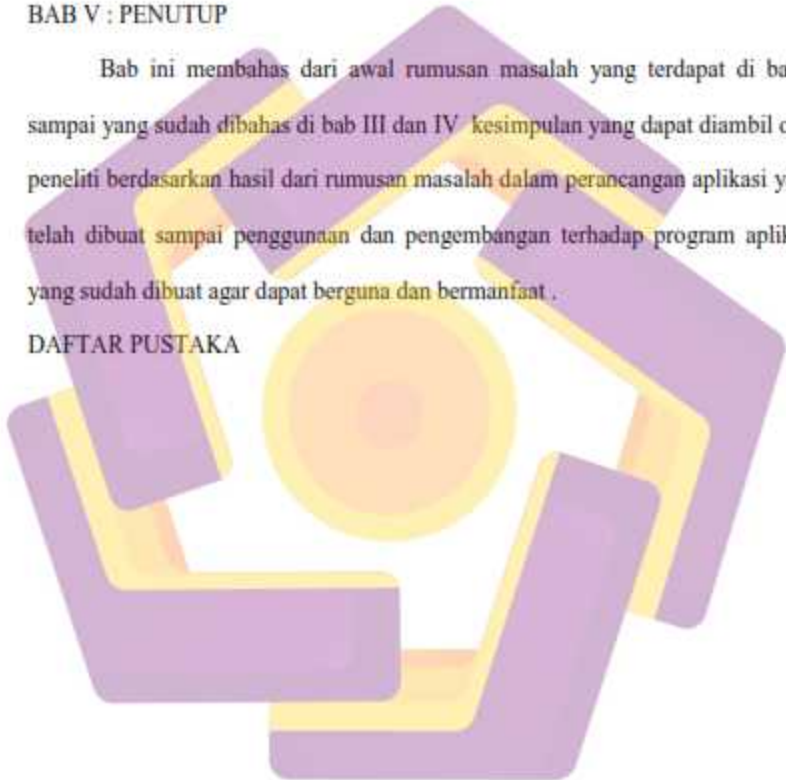 BAB V : PENUTUP
Bab ini membahas dari awal rumusan masalah yang terdapat di ba
sampai yang sudah dibahas di bab III dan IV kesimpulan yang dapat diambil
peneliti berdasarkan hasil dari rumusan masalah dalam perancangan aplikasi
telah dibuat sampai penggunaan dan pengembangan terhadap program aplik
yang sudah dibuat agar dapat berguna dan bermanfaat .
DAFTAR PUSTAKA